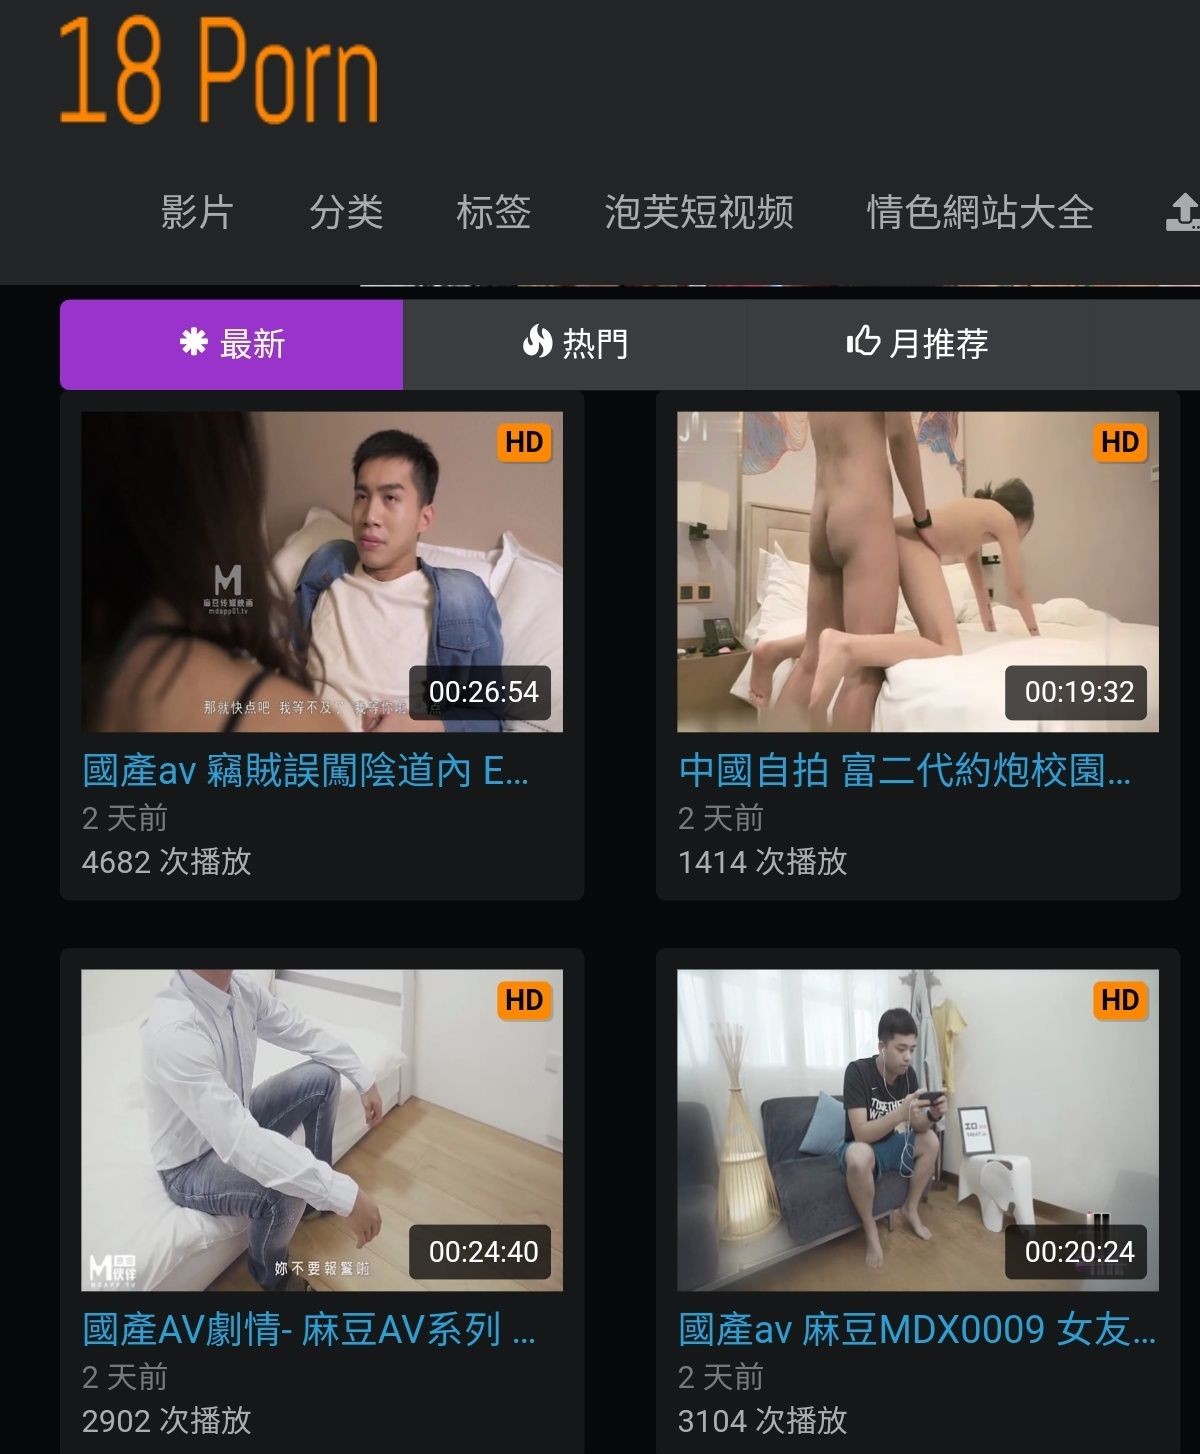 18 Porn
影片 分类 标签 泡芙短视频 情色網站大全
最新 热門 月推荐
HD
M
麻豆传媒映画
mdapp01.tv
那就快点吧 我等不及了
00:26:54
國產av 竊賊誤闖陰道內 E...
2 天前
4682 次播放
HD
00:19:32
中國自拍 富二代約炮校園...
2 天前
1414 次播放
HD
妳不要報警啦
00:24:40
MDAPP.TV
國產AV劇情- 麻豆AV系列 ...
2 天前
2902 次播放
HD
TOGETHER
00:20:24
國產av 麻豆MDX0009 女友...
2 天前
3104 次播放